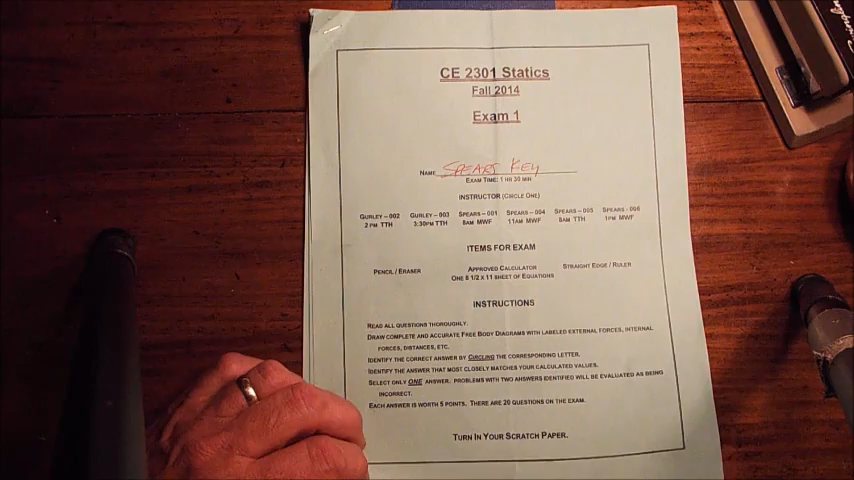 CE 2301 Statics
Fall 2014
Exam 1
NAME SPEARS KEY
EXAM TIME: 1 HR 30 MIN
INSTRUCTOR (CIRCLE ONE)
GURLEY – 002 GURLEY – 003 SPEARS – 001 SPEARS – 004 SPEARS – 005 SPEARS - 006
2 PM TTH 3:30PM TTH 8AM MWF 11AM MWF 8AM TTH 1PM MWF
ITEMS FOR EXAM
PENCIL / ERASER APPROVED CALCULATOR STRAIGHT EDGE / RULER
ONE 8 1/2 X 11 SHEET OF EQUATIONS
INSTRUCTIONS
READ ALL QUESTIONS THOROUGHLY.
DRAW COMPLETE AND ACCURATE FREE BODY DIAGRAMS WITH LABELED EXTERNAL FORCES, INTERNAL
FORCES, DISTANCES, ETC.
IDENTIFY THE CORRECT ANSWER BY CIRCLING THE CORRESPONDING LETTER.
IDENTIFY THE ANSWER THAT MOST CLOSELY MATCHES YOUR CALCULATED VALUES.
SELECT ONLY ONE ANSWER. PROBLEMS WITH TWO ANSWERS IDENTIFIED WILL BE EVALUATED AS BEING
INCORRECT.
EACH ANSWER IS WORTH 5 POINTS. THERE ARE 20 QUESTIONS ON THE EXAM.
TURN IN YOUR SCRATCH PAPER.